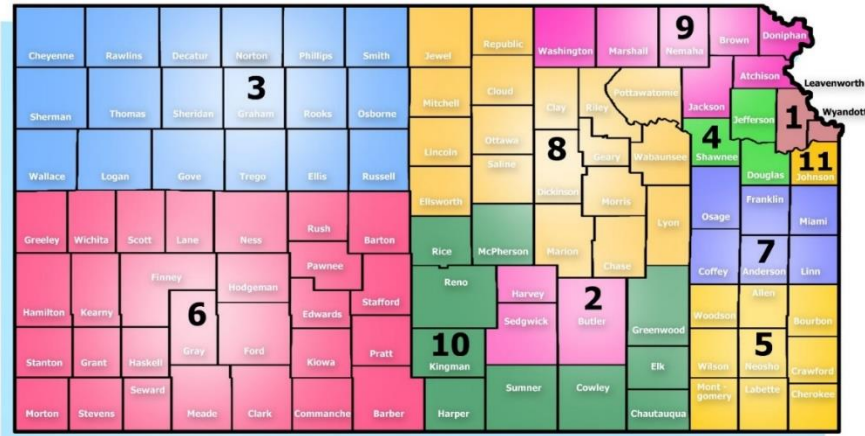 9
Cheyenne Rawlins Decatur Norton Phillips Smith Jewel Republic Washington Marshall Nemaha Brown Doniphan
3
Sherman Thomas Sheridan Graham Rooks Osborne Mitchell Cloud Clay Riley Pottawatome Jackson Atchison Leavenworth
Jefferson 1 Wyandott
4
Wallace Logan Gove Trego Ellis Russell Lincoln Ottawa Saline 8 Dickinson Geary Wabaunsee Shawnee Douglas 11 Johnson
Ellsworth Morris Lyon Osage Franklin Miami
Greeley Wichita Scott Lane Ness Rush Barton Rice McPherson Marion Chase Coffey 7 Anderson Linn
Finney Hodgeman Pawnee
Hamilton Kearny 6 Edwards Stafford Reno Harvey 2 Butler Greenwood Woodson Allen Bourbon
Sedgwick
Stanton Grant Haskell Gray Ford Kiowa Pratt 10 Kingman Elk Wilson 5 Neosho Crawford
Seward Sumner Cowley Mont -
gomery Labette Cherokee
Morton Stevens Meade Clark Commanche Barber Harper Chautauqua